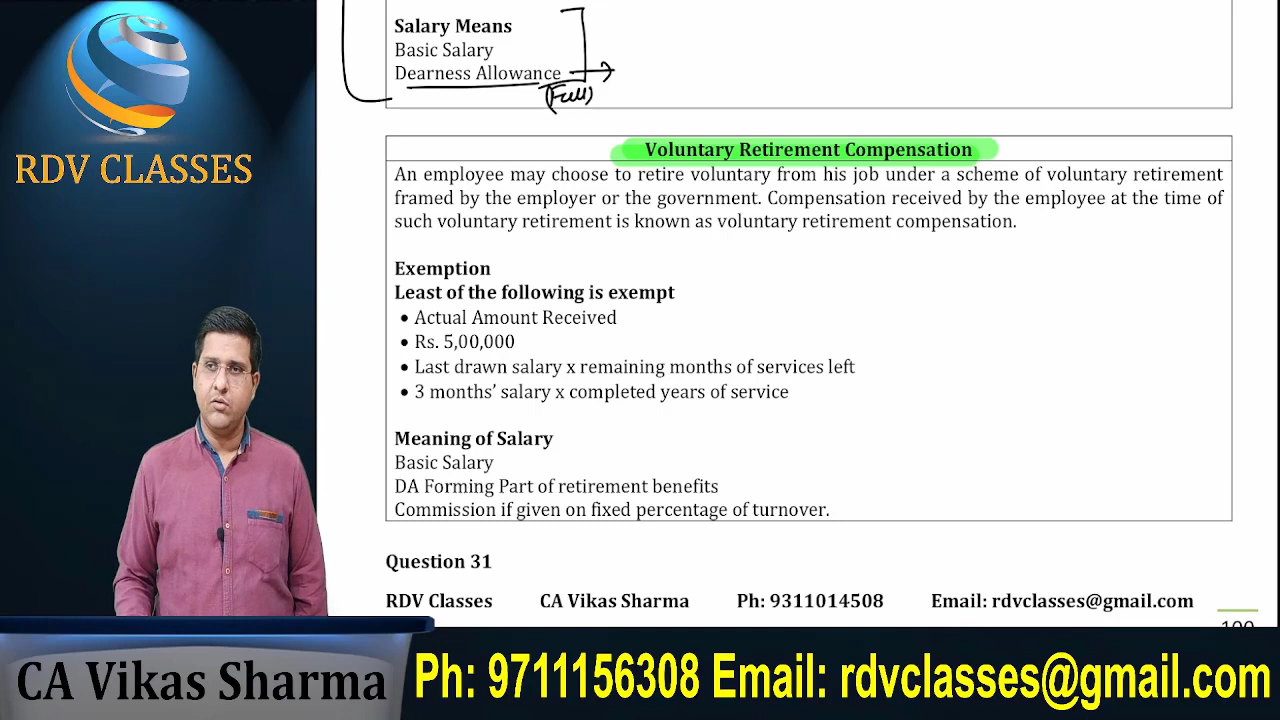 Salary Means
Basic Salary
Dearness Allowance
(Full)
RDV CLASSES
Voluntary Retirement Compensation
An employee may choose to retire voluntary from his job under a scheme of voluntary retirement
framed by the employer or the government. Compensation received by the employee at the time of
such voluntary retirement is known as voluntary retirement compensation.
Exemption
Least of the following is exempt
• Actual Amount Received
• Rs. 5,00,000
• Last drawn salary x remaining months of services left
• 3 months’ salary x completed years of service
Meaning of Salary
Basic Salary
DA Forming Part of retirement benefits
Commission if given on fixed percentage of turnover.
Question 31
RDV Classes CA Vikas Sharma Ph: 9311014508 Email: rdvclasses@gmail.com
CA Vikas Sharma
Ph: 9711156308 Email: rdvclasses@gmail.com